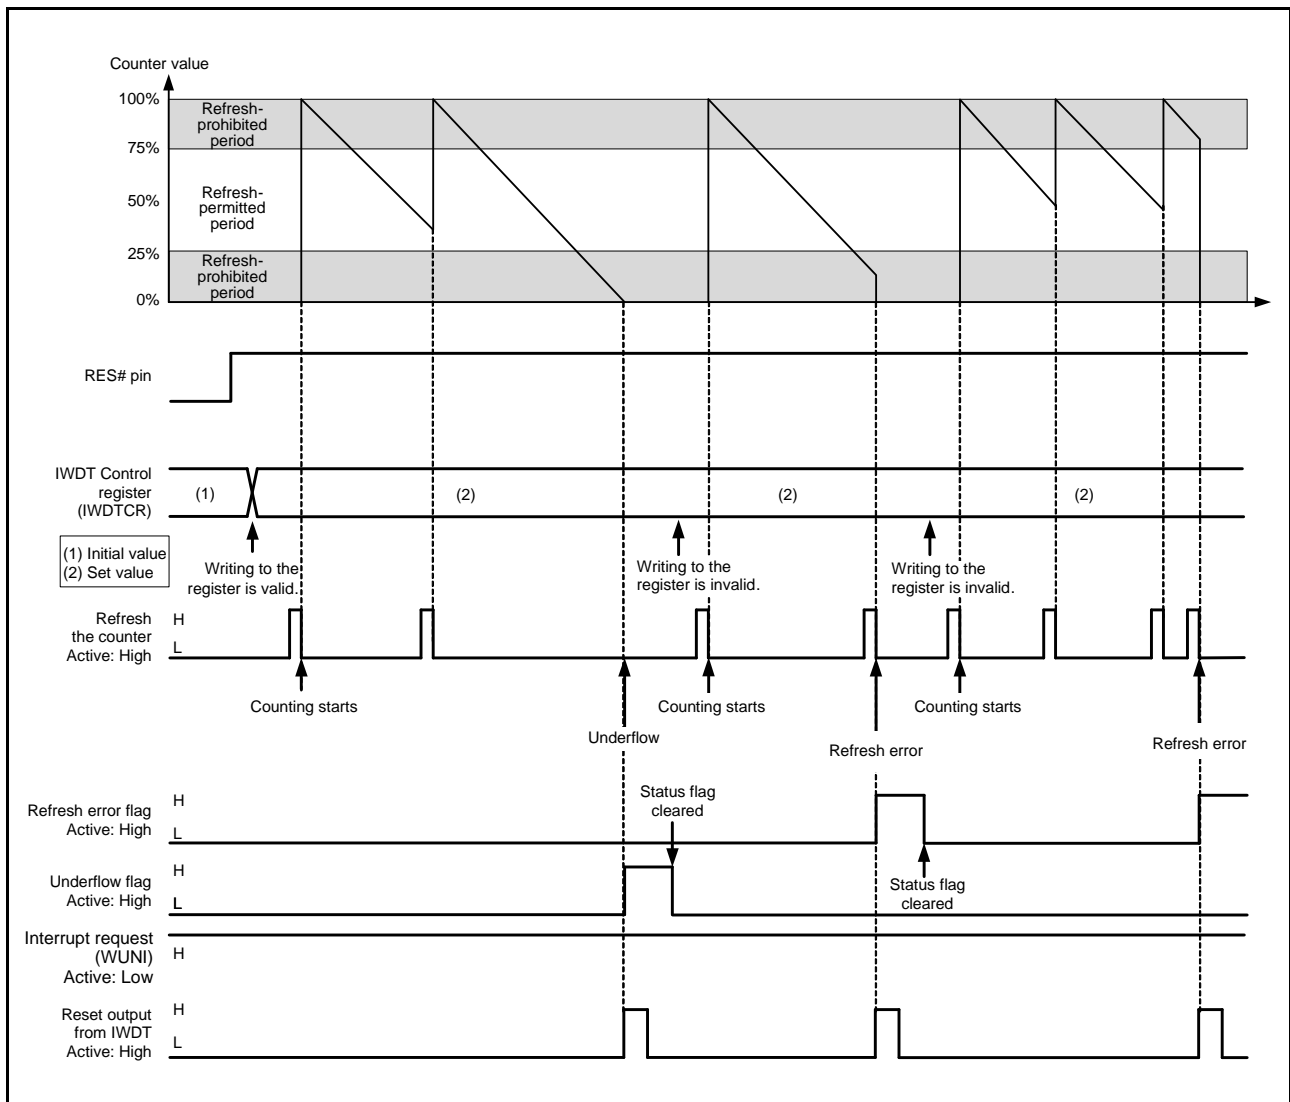 Counter value
100%
Refresh-
prohibited
period
75%
Refresh-
permitted
period
50%
25%
Refresh-
prohibited
period
0%
RES# pin
IWDT Control
register
(IWDTCR)
(1)
(2)
(2)
(2)
(1) Initial value
(2) Set value
Writing to the
register is valid.
Writing to the
register is invalid.
Writing to the
register is invalid.
Refresh
the counter
Active: High
H
L
Counting starts
Counting starts
Counting starts
Underflow
Refresh error
Refresh error
Refresh error flag
Active: High
H
L
Status flag
cleared
Status flag
cleared
Underflow flag
Active: High
H
L
Interrupt request
(WUNI)
Active: Low
H
Reset output
from IWDT
Active: High
H
L